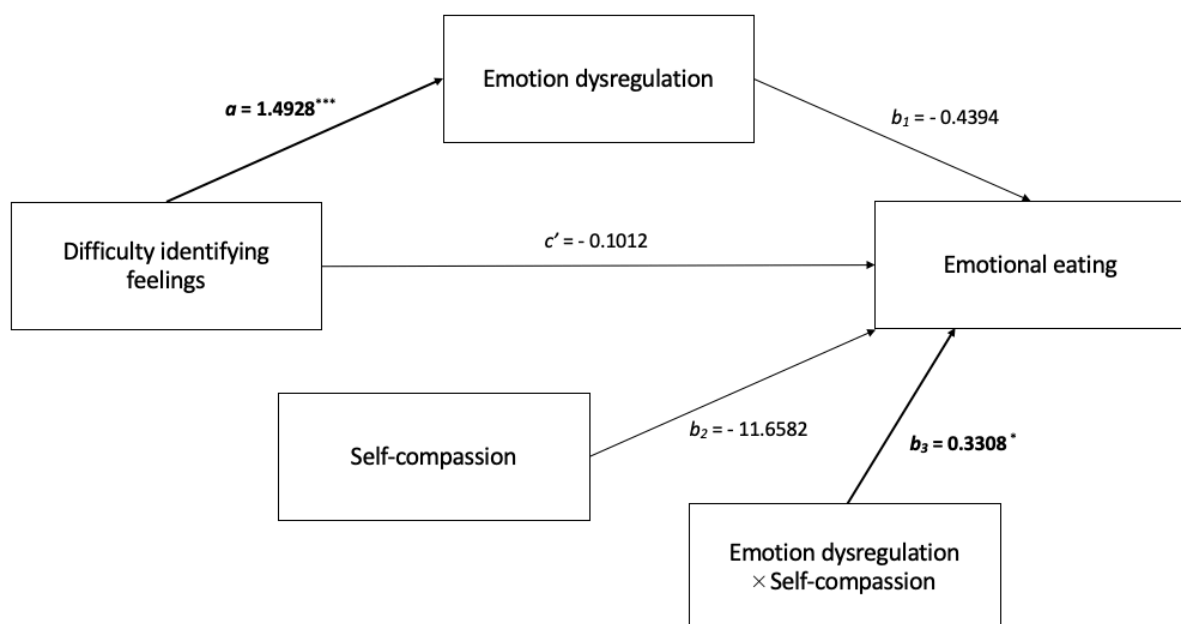 Emotion dysregulation
a = 1.4928***
b₁ = - 0.4394
Difficulty identifying
feelings
c’ = - 0.1012
Emotional eating
Self-compassion
b₂ = - 11.6582
b₃ = 0.3308 *
Emotion dysregulation
× Self-compassion